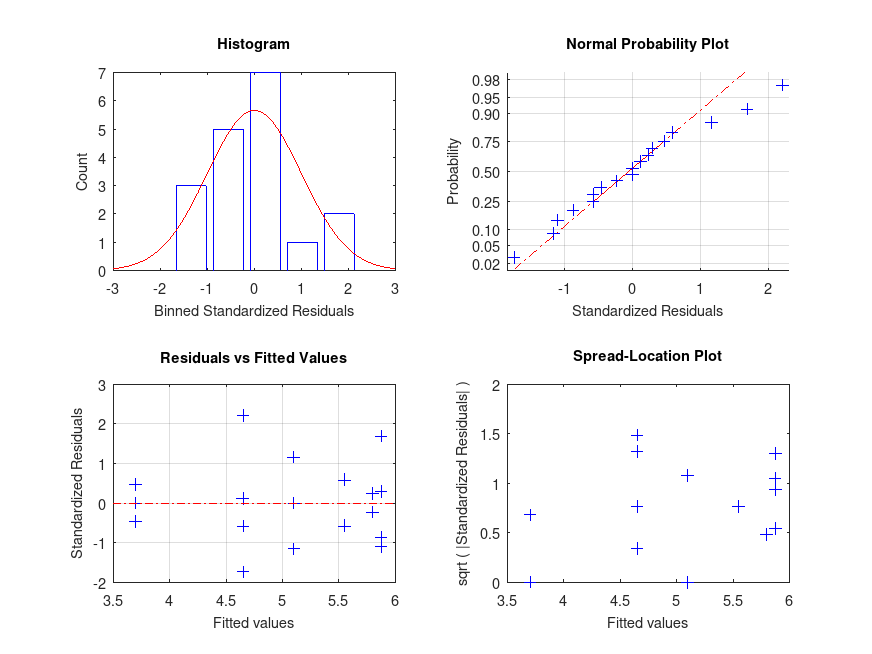 Histogram
7
6
5
4
3
2
1
0
Count
-3 -2 -1 0 1 2 3
Binned Standardized Residuals
Normal Probability Plot
0.98
0.95
0.90
0.75
0.50
0.25
0.10
0.05
0.02
Probability
-1 0 1 2
Standardized Residuals
Residuals vs Fitted Values
3
2
1
0
-1
-2
Standardized Residuals
3.5 4 4.5 5 5.5 6
Fitted values
Spread-Location Plot
2
1.5
1
0.5
0
sqrt ( |Standardized Residuals| )
3.5 4 4.5 5 5.5 6
Fitted values